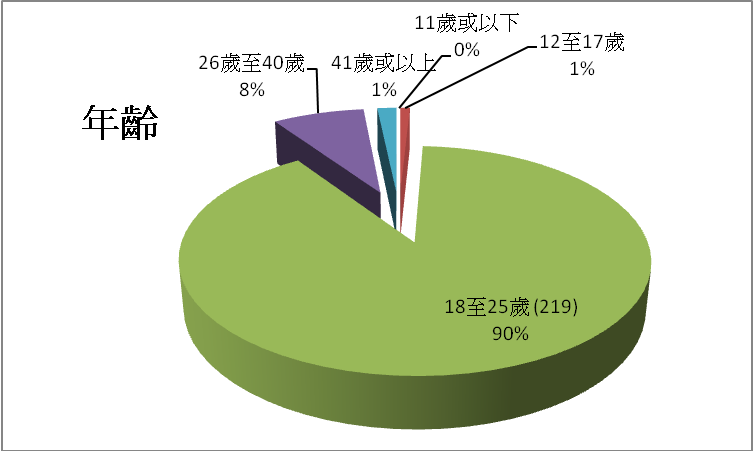 年齡
11歲或以下
0%
12至17歲
1%
18至25歲 (219)
90%
26歲至40歲
8%
41歲或以上
1%